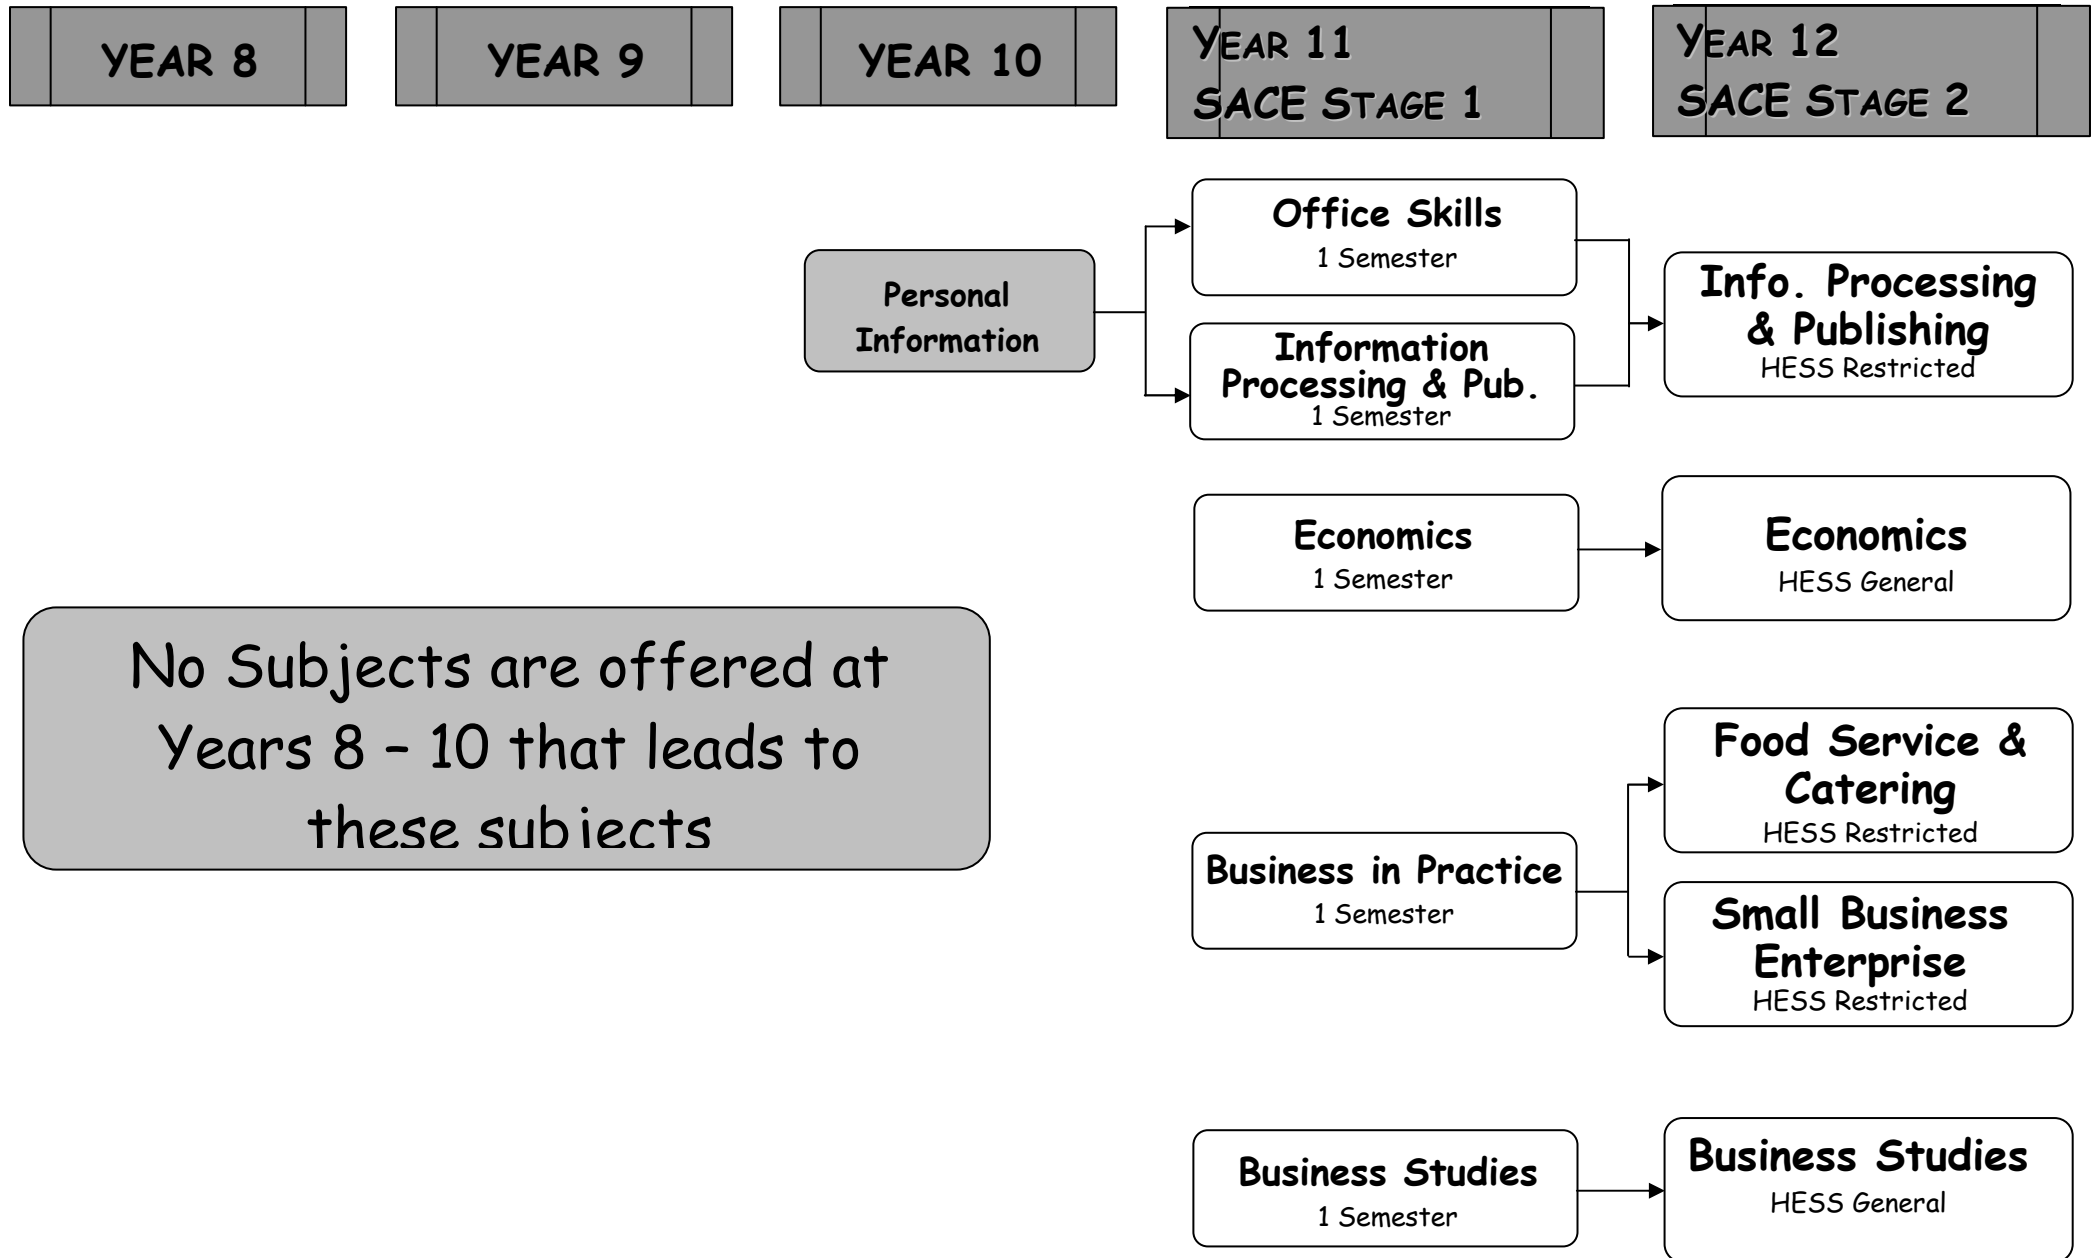 YEAR 8
YEAR 9
YEAR 10
YEAR 11
SACE STAGE 1
YEAR 12
SACE STAGE 2
Personal
Information
Office Skills
1 Semester
Information
Processing & Pub.
1 Semester
Info. Processing
& Publishing
HESS Restricted
Economics
1 Semester
Economics
HESS General
No Subjects are offered at
Years 8 – 10 that leads to
these subjects
Business in Practice
1 Semester
Food Service &
Catering
HESS Restricted
Small Business
Enterprise
HESS Restricted
Business Studies
1 Semester
Business Studies
HESS General